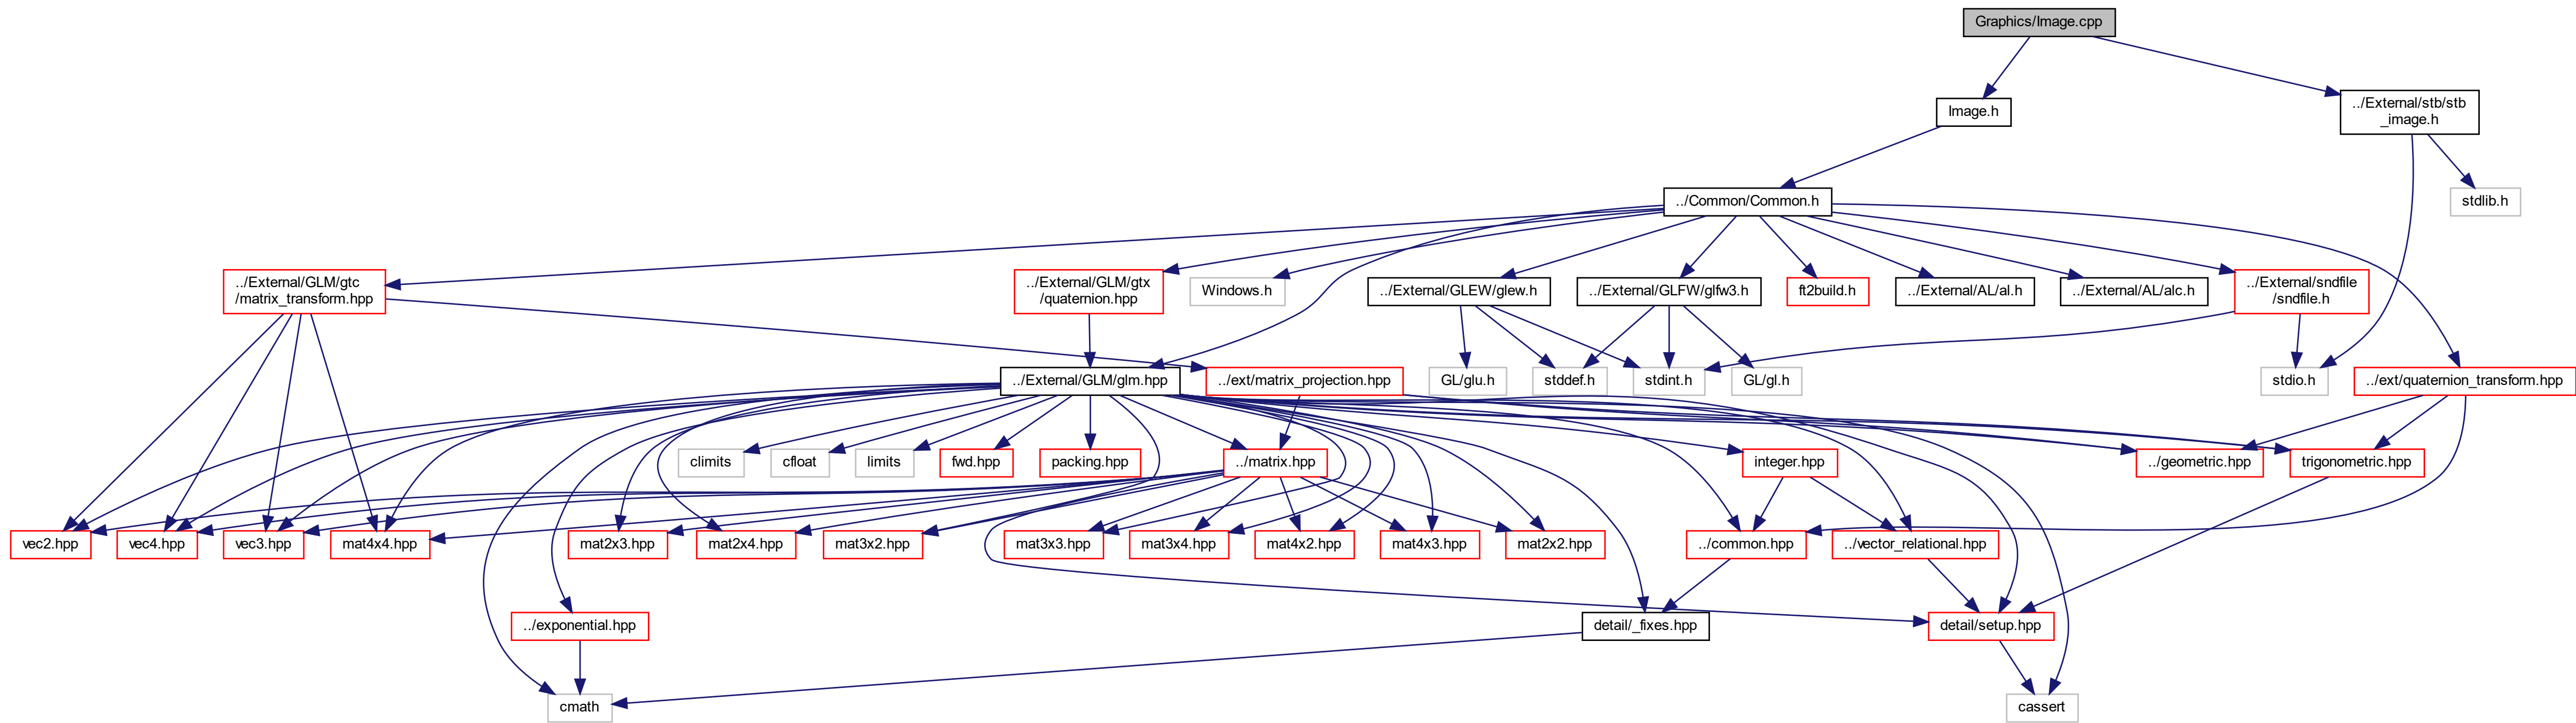 Graphics/Image.cpp
Image.h
../External/stb/stb
_image.h
../Common/Common.h
stdlib.h
../External/GLM/gtc
/matrix_transform.hpp
../External/GLM/gtx
/quaternion.hpp
Windows.h
../External/GLEW/glew.h
../External/GLFW/glfw3.h
ft2build.h
../External/AL/al.h
../External/AL/alc.h
../External/sndfile
/sndfile.h
../External/GLM/glm.hpp
../ext/matrix_projection.hpp
GL/glu.h
stddef.h
stdint.h
GL/gl.h
stdio.h
../ext/quaternion_transform.hpp
climits
cfloat
limits
fwd.hpp
packing.hpp
../matrix.hpp
integer.hpp
../geometric.hpp
trigonometric.hpp
vec2.hpp
vec4.hpp
vec3.hpp
mat4x4.hpp
mat2x3.hpp
mat2x4.hpp
mat3x2.hpp
mat3x3.hpp
mat3x4.hpp
mat4x2.hpp
mat4x3.hpp
mat2x2.hpp
../common.hpp
../vector_relational.hpp
../exponential.hpp
detail/_fixes.hpp
detail/setup.hpp
cmath
cassert